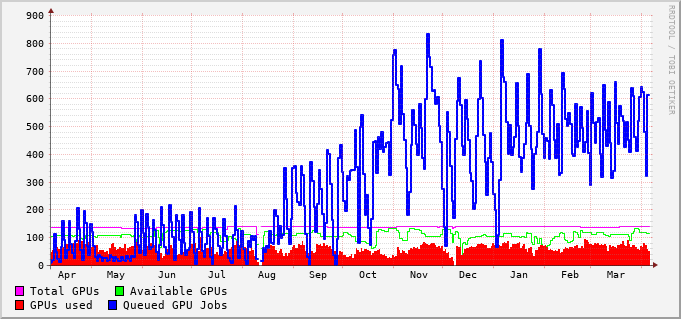 900
800
700
600
500
400
300
200
100
0
Apr May Jun Jul Aug Sep Oct Nov Dec Jan Feb Mar
Total GPUs Available GPUs
GPUs used Queued GPU Jobs
RRDTOOL / TOBI OETIKER